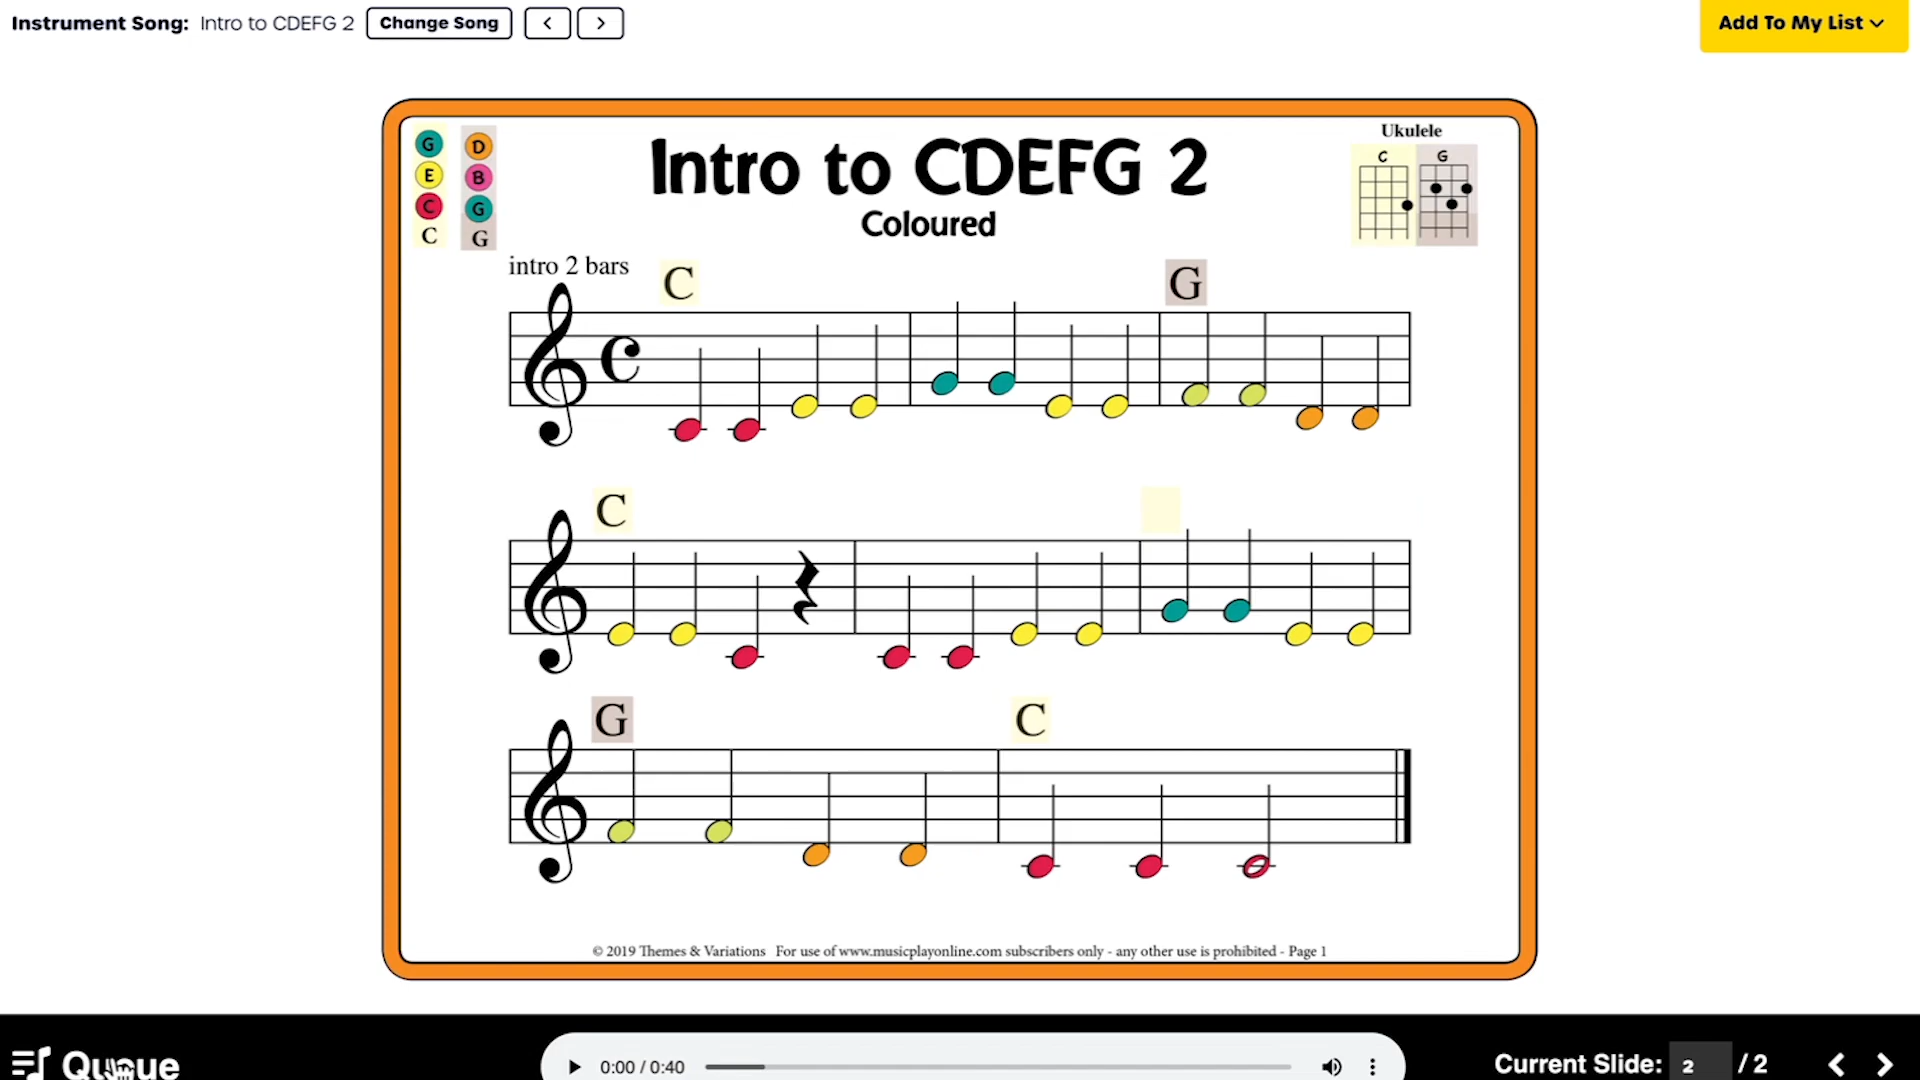 Instrument Song: Intro to CDEFG 2 Change Song < > Add To My List
G D
E B
C G
C G
Intro to CDEFG 2
Coloured
Ukulele
C G
intro 2 bars
C G
C
G C
© 2019 Themes & Variations For use of www.musicplayonline.com subscribers only - any other use is prohibited - Page 1
Queue 0:00 / 0:40 Current Slide: 2 / 2